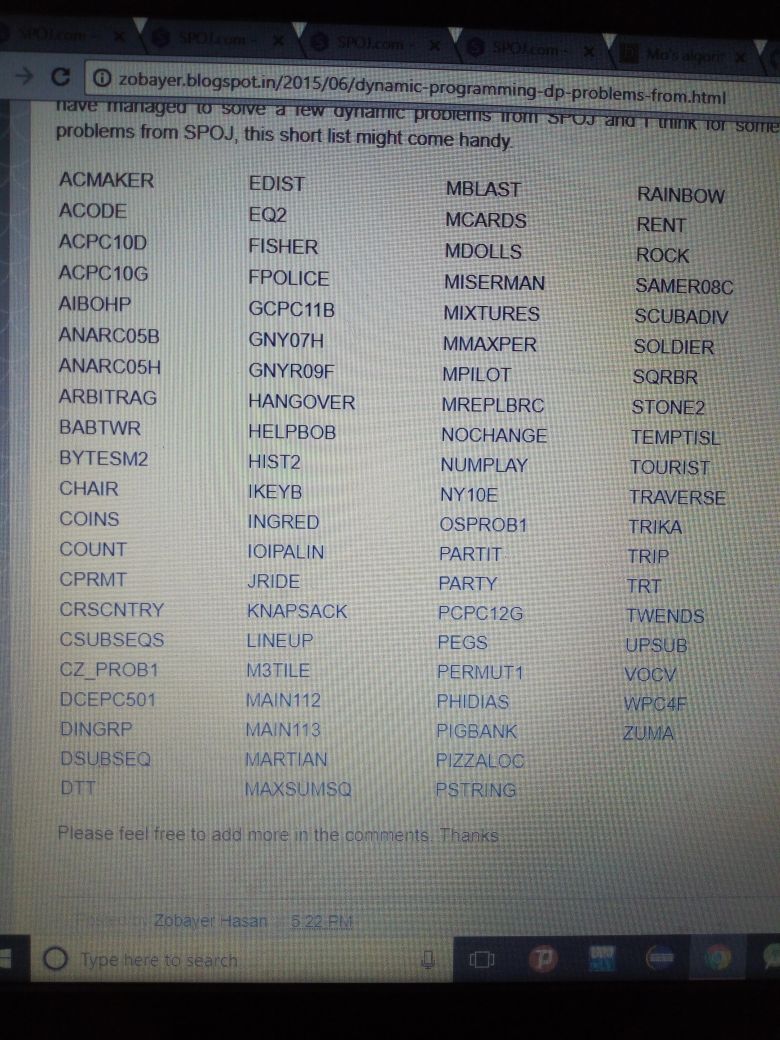 SPOJ.com -
SPOJ.com -
SPOJ.com -
SPOJ.com -
Mo's algorit
zobayer.blogspot.in/2015/06/dynamic-programming-dp-problems-from.html
have managed to solve a few dynamic problems from SPOJ and I think for some
problems from SPOJ, this short list might come handy.
ACMAKER EDIST MBLAST RAINBOW
ACODE EQ2 MCARDS RENT
ACPC10D FISHER MDOLLS ROCK
ACPC10G FPOLICE MISERMAN SAMER08C
AIBOHP GCPC11B MIXTURES SCUBADIV
ANARC05B GNY07H MMAXPER SOLDIER
ANARC05H GNYR09F MPILOT SQRBR
ARBITRAG HANGOVER MREPLBRC STONE2
BABTWR HELPBOB NOCHANGE TEMPTISL
BYTESM2 HIST2 NUMPLAY TOURIST
CHAIR IKEYB NY10E TRAVERSE
COINS INGRED OSPROB1 TRIKA
COUNT IOIPALIN PARTIT TRIP
CPRMT JRIDE PARTY TRT
CRSCNTRY KNAPSACK PCPC12G TWENDS
CSUBSEQS LINEUP PEGS UPSUB
CZ_PROB1 M3TILE PERMUT1 VOCV
DCEPC501 MAIN112 PHIDIAS WPC4F
DINGRP MAIN113 PIGBANK ZUMA
DSUBSEQ MARTIAN PIZZALOC
DTT MAXSUMSQ PSTRING
Please feel free to add more in the comments. Thanks
Posted by Zobayer Hasan 5:22 PM
Type here to search